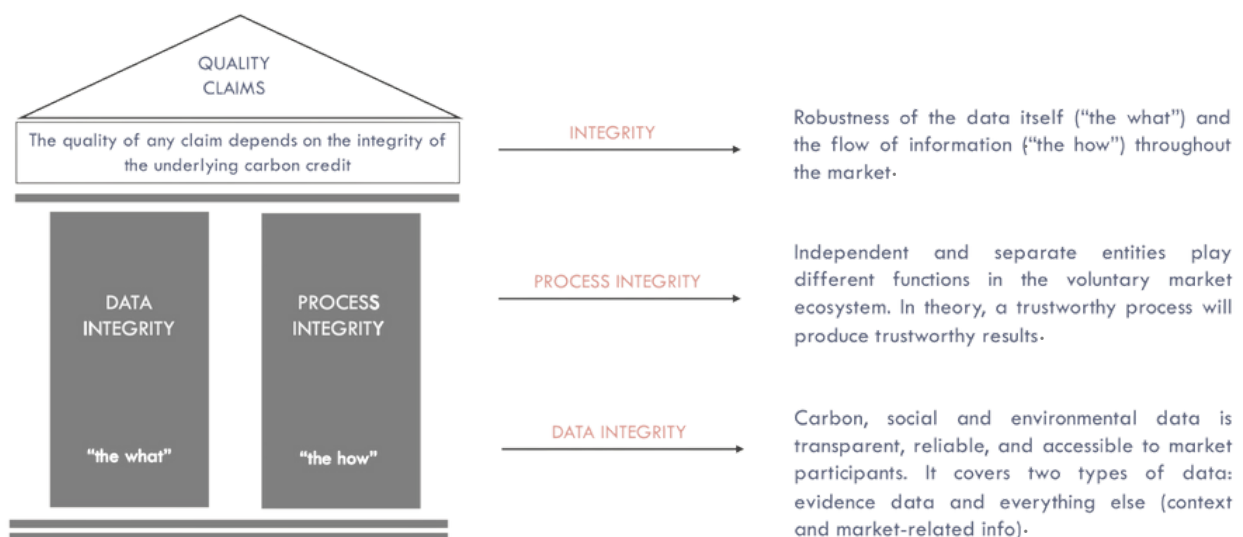 QUALITY
CLAIMS
The quality of any claim depends on the integrity of
the underlying carbon credit
DATA
INTEGRITY
"the what"
PROCESS
INTEGRITY
"the how"
INTEGRITY
Robustness of the data itself ("the what") and
the flow of information ("the how") throughout
the market.
PROCESS INTEGRITY
Independent and separate entities play
different functions in the voluntary market
ecosystem. In theory, a trustworthy process will
produce trustworthy results.
DATA INTEGRITY
Carbon, social and environmental data is
transparent, reliable, and accessible to market
participants. It covers two types of data:
evidence data and everything else (context
and market-related info).